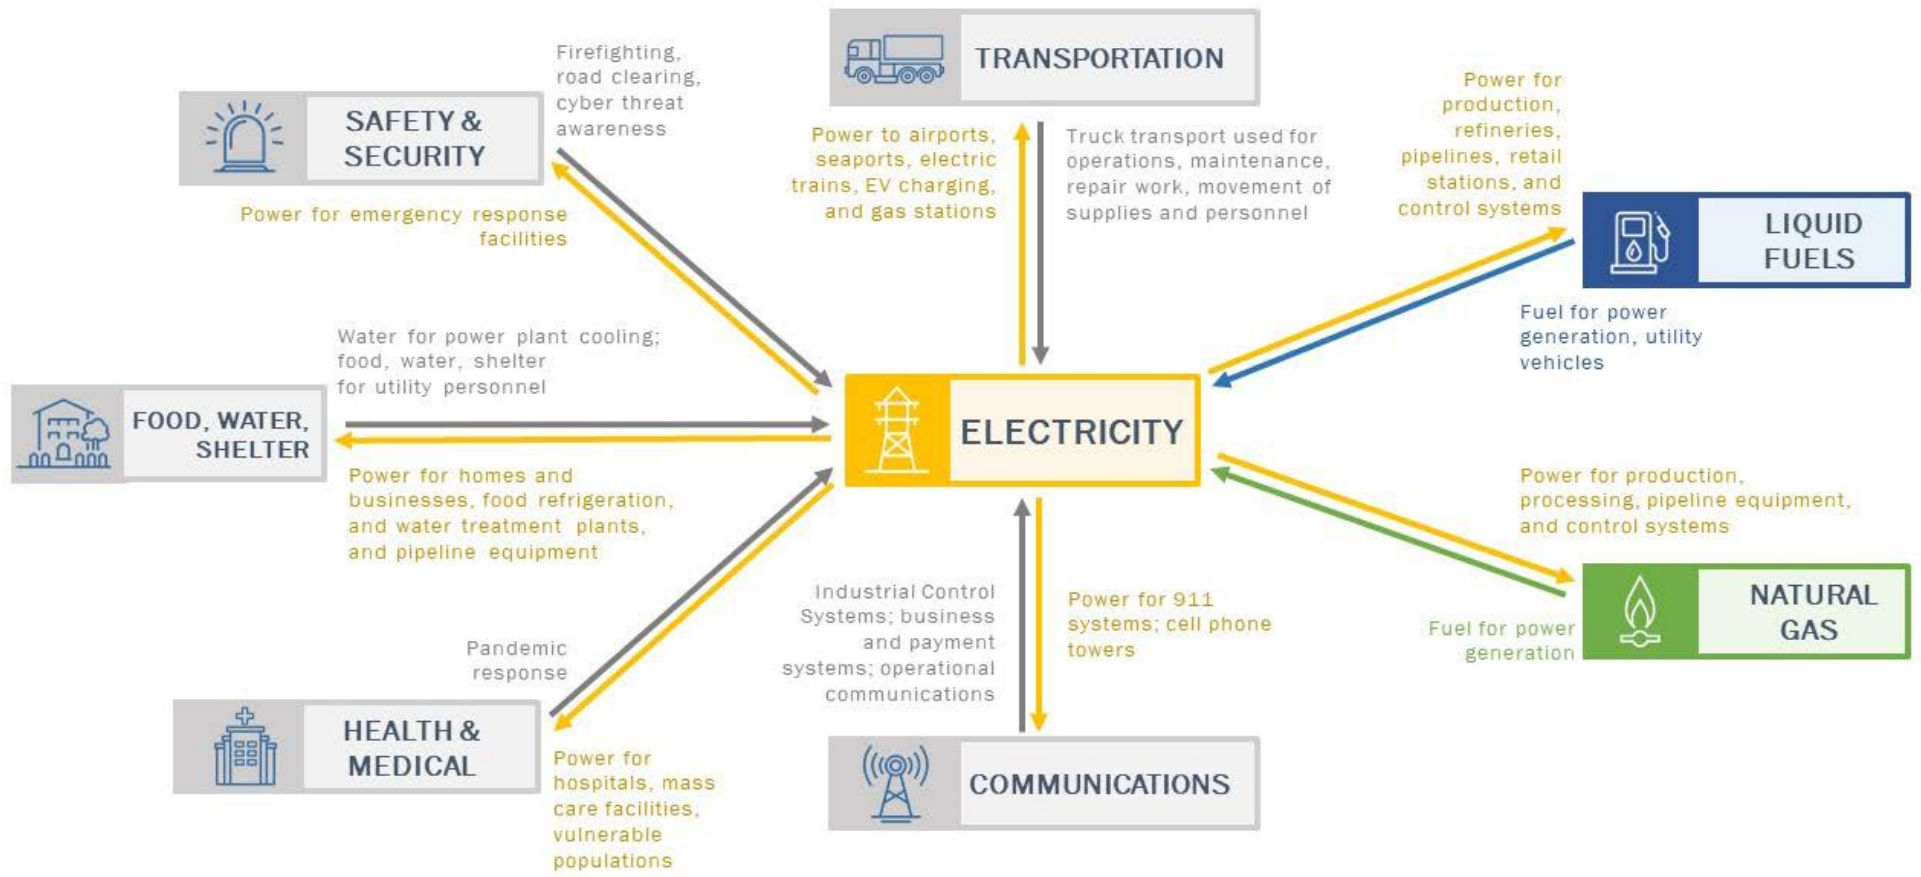 Firefighting,
road clearing,
cyber threat
awareness
SAFETY &
SECURITY
Power for emergency response
facilities
TRANSPORTATION
Power to airports,
seaports, electric
trains, EV charging,
and gas stations
Truck transport used for
operations, maintenance,
repair work, movement of
supplies and personnel
Power for
production,
refineries,
pipelines, retail
stations, and
control systems
LIQUID
FUELS
Fuel for power
generation, utility
vehicles
Water for power plant cooling;
food, water, shelter
for utility personnel
FOOD, WATER,
SHELTER
Power for homes and
businesses, food refrigeration,
and water treatment plants,
and pipeline equipment
ELECTRICITY
Power for production,
processing, pipeline equipment,
and control systems
NATURAL
GAS
Fuel for power
generation
Pandemic
response
HEALTH &
MEDICAL
Power for
hospitals, mass
care facilities,
vulnerable
populations
Industrial Control
Systems; business
and payment
systems; operational
communications
Power for 911
systems; cell phone
towers
COMMUNICATIONS